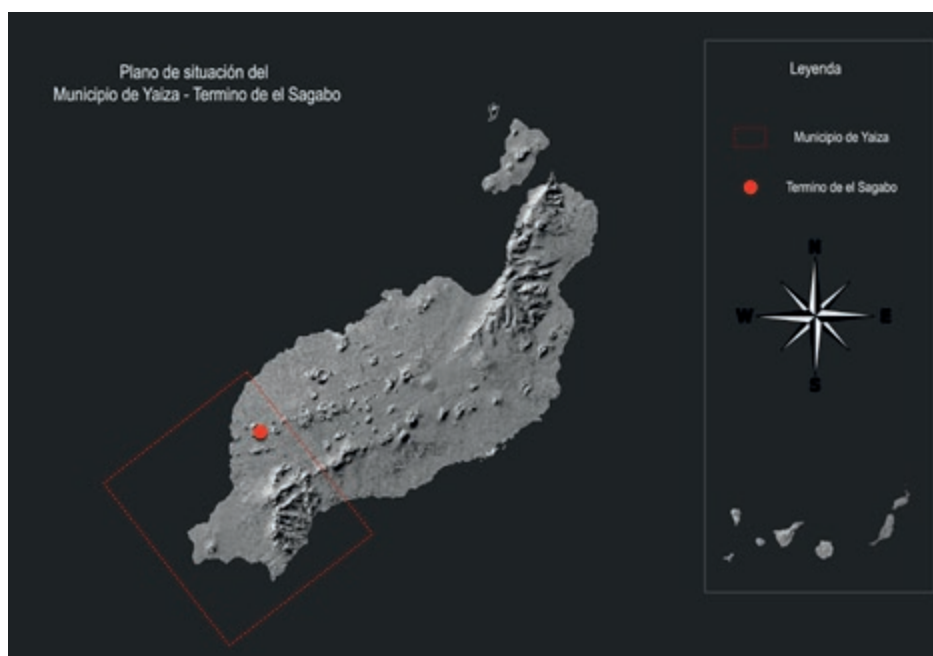 Plano de situación del
Municipio de Yaiza - Termino de el Sagabo
Leyenda
Municipio de Yaiza
Termino de el Sagabo
N
W
E
S